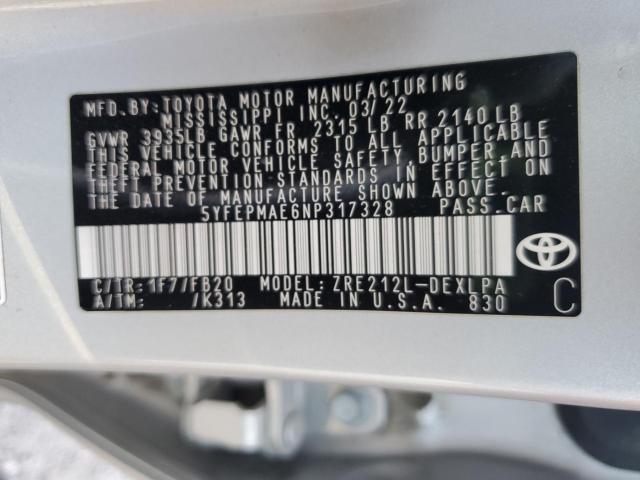 MFD. BY: TOYOTA MOTOR MANUFACTURING
MISSISSIPPI INC. 03/22
GVWR 3935LB GAWR FR 2315 LB RR 2140 LB
THIS VEHICLE CONFORMS TO ALL APPLICABLE
FEDERAL MOTOR VEHICLE SAFETY, BUMPER, AND
THEFT PREVENTION STANDARDS IN EFFECT ON
THE DATE OF MANUFACTURE SHOWN ABOVE.
5YFEPMAE6NP317328 PASS.CAR
C/TR: 1F7/FB20 MODEL: ZRE212L-DEXLPA
A/TM: /K313 MADE IN U.S.A. 830
C